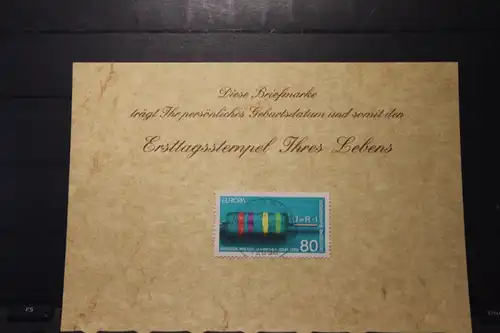 Diese Briefmarke
trägt Ihr persönliches Geburtsdatum und somit den
Ersttagsstempel Ihres Lebens
EUROPA
U=R·I
80